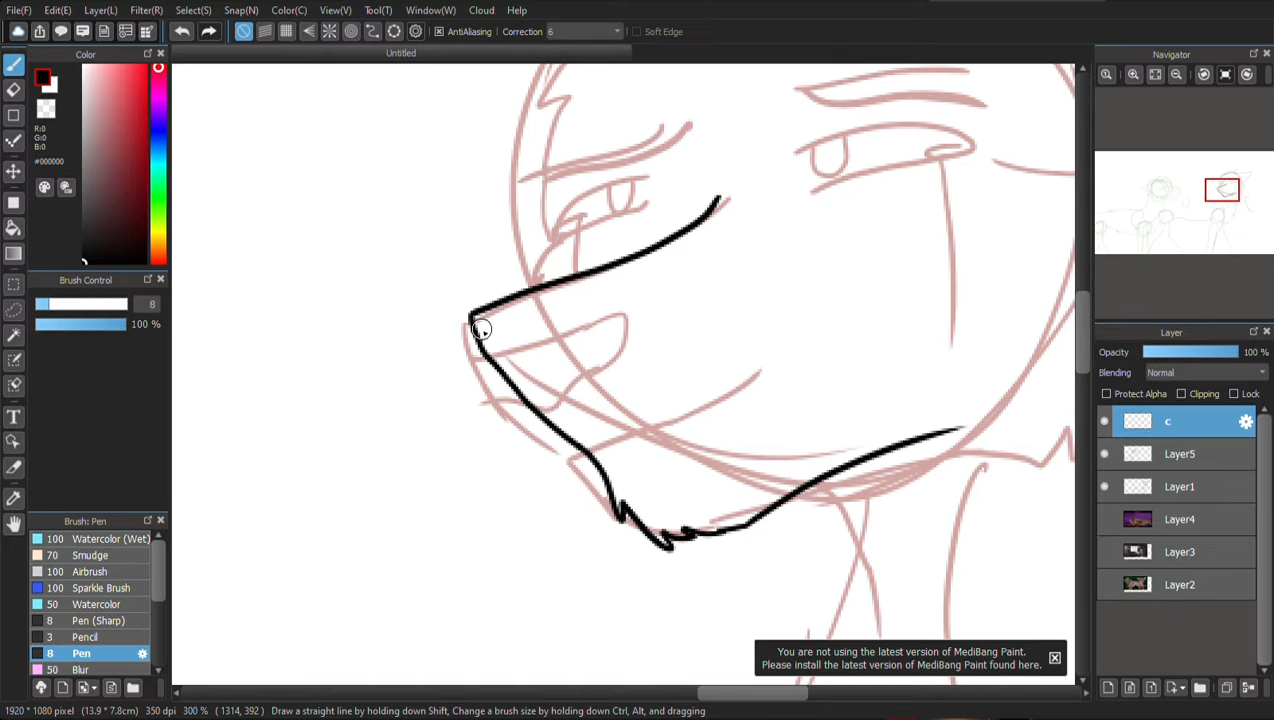 File(F) Edit(E) Layer(L) Filter(R) Select(S) Snap(N) Color(C) View(V) Tool(T) Window(W) Cloud Help
AntiAliasing Correction 6 Soft Edge
Untitled
Color
R:0
G:0
B:0
#000000
Brush Control
8
100 %
Brush: Pen
100 Watercolor (Wet)
70 Smudge
100 Airbrush
100 Sparkle Brush
50 Watercolor
8 Pen (Sharp)
3 Pencil
8 Pen
50 Blur
Navigator
Layer
Opacity 100 %
Blending Normal
Protect Alpha Clipping Lock
c
Layer5
Layer1
Layer4
Layer3
Layer2
You are not using the latest version of MediBang Paint.
Please install the latest version of MediBang Paint found here.
1920 * 1080 pixel (13.9 * 7.8cm) 350 dpi 300 % ( 1314, 392 ) Draw a straight line by holding down Shift, Change a brush size by holding down Ctrl, Alt, and dragging